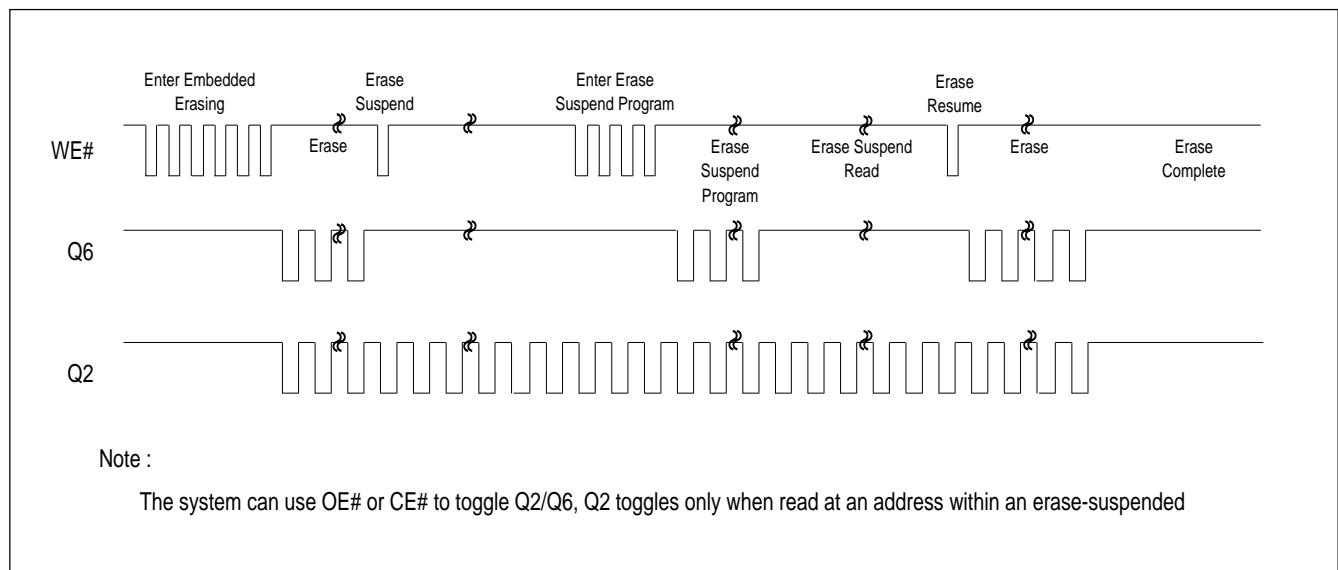 Enter Embedded
Erasing
Erase
Suspend
Enter Erase
Suspend Program
Erase
Resume
WE#
Erase
Erase
Suspend
Program
Erase Suspend
Read
Erase
Erase
Complete
Q6
Q2
Note :
The system can use OE# or CE# to toggle Q2/Q6, Q2 toggles only when read at an address within an erase-suspended